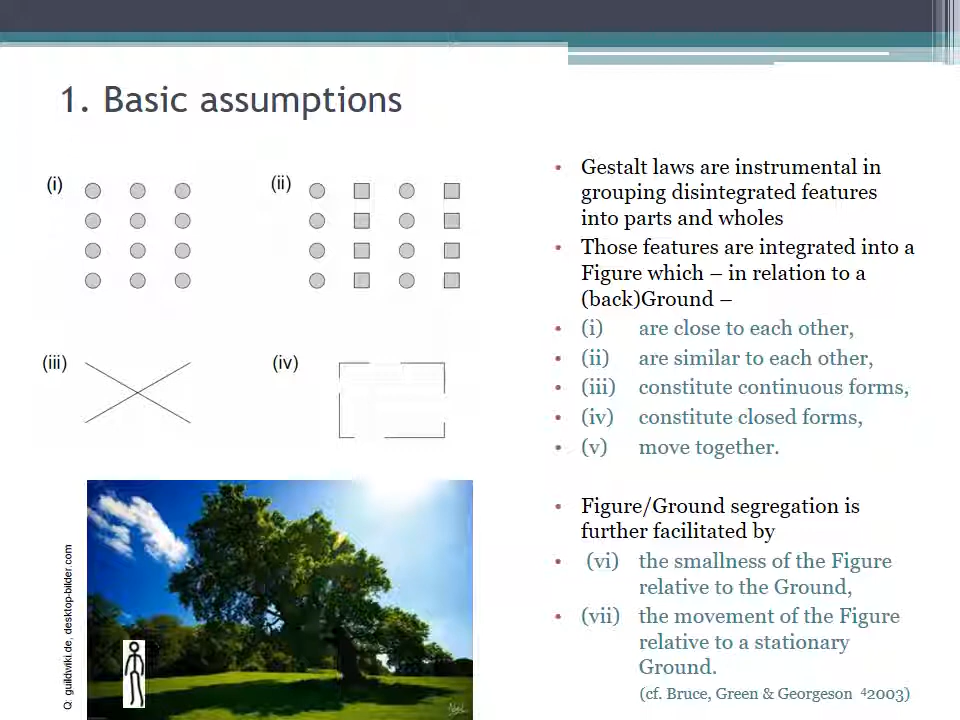 1. Basic assumptions
(i)
(ii)
(iii)
(iv)
Q: guildwiki.de, desktop-bilder.com
• Gestalt laws are instrumental in
grouping disintegrated features
into parts and wholes
• Those features are integrated into a
Figure which – in relation to a
(back)Ground –
• (i) are close to each other,
• (ii) are similar to each other,
• (iii) constitute continuous forms,
• (iv) constitute closed forms,
• (v) move together.
• Figure/Ground segregation is
further facilitated by
• (vi) the smallness of the Figure
relative to the Ground,
• (vii) the movement of the Figure
relative to a stationary
Ground.
(cf. Bruce, Green & Georgeson ⁴2003)